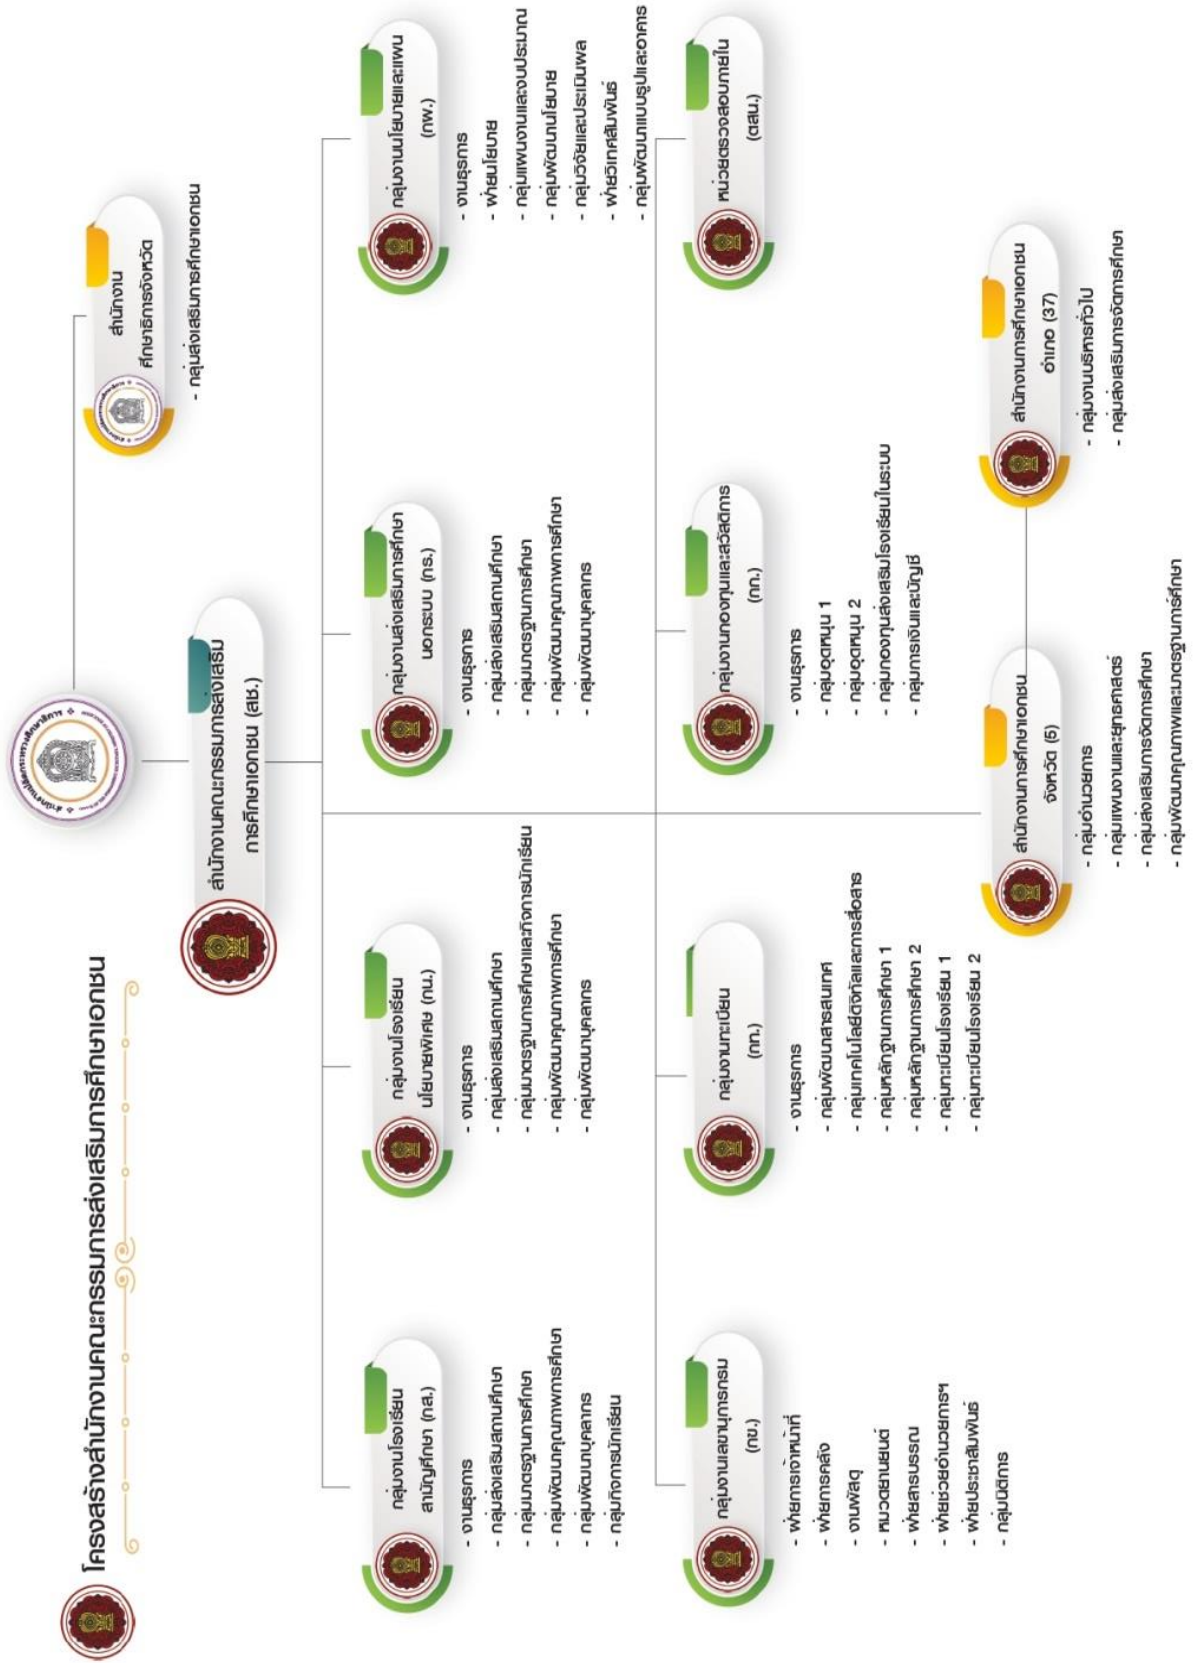 โครงสร้างสำนักงานคณะกรรมการส่งเสริมการศึกษาเอกชน
สำนักงาน
ศึกษาธิการจังหวัด
- กลุ่มส่งเสริมการศึกษาเอกชน
สำนักงานคณะกรรมการส่งเสริม
การศึกษาเอกชน (สช.)
กลุ่มงานโรงเรียน
สามัญศึกษา (กส.)
- งานธุรการ
- กลุ่มส่งเสริมสถานศึกษา
- กลุ่มมาตรฐานการศึกษา
- กลุ่มพัฒนาคุณภาพการศึกษา
- กลุ่มพัฒนาบุคลากร
- กลุ่มกิจการนักเรียน
กลุ่มงานโรงเรียน
นโยบายพิเศษ (กน.)
- งานธุรการ
- กลุ่มส่งเสริมสถานศึกษา
- กลุ่มมาตรฐานการศึกษาและกิจการนักเรียน
- กลุ่มพัฒนาคุณภาพการศึกษา
- กลุ่มพัฒนาบุคลากร
กลุ่มงานส่งเสริมการศึกษา
นอกระบบ (กร.)
- งานธุรการ
- กลุ่มส่งเสริมสถานศึกษา
- กลุ่มมาตรฐานการศึกษา
- กลุ่มพัฒนาคุณภาพการศึกษา
- กลุ่มพัฒนาบุคลากร
กลุ่มงานนโยบายและแผน
(กพ.)
- งานธุรการ
- ฝ่ายนโยบาย
- กลุ่มแผนงานและงบประมาณ
- กลุ่มพัฒนานโยบาย
- กลุ่มวิจัยและประเมินผล
- ฝ่ายวิเทศสัมพันธ์
- กลุ่มพัฒนาแบบรูปและอาคาร
กลุ่มงานเลขานุการกรม
(กข.)
- ฝ่ายการเจ้าหน้าที่
- ฝ่ายการคลัง
- งานพัสดุ
- หมวดยานยนต์
- ฝ่ายสารบรรณ
- ฝ่ายช่วยอำนวยการฯ
- ฝ่ายประชาสัมพันธ์
- กลุ่มนิติการ
กลุ่มงานทะเบียน
(กท.)
- งานธุรการ
- กลุ่มพัฒนาสารสนเทศ
- กลุ่มเทคโนโลยีดิจิทัลและการสื่อสาร
- กลุ่มหลักฐานการศึกษา 1
- กลุ่มหลักฐานการศึกษา 2
- กลุ่มทะเบียนโรงเรียน 1
- กลุ่มทะเบียนโรงเรียน 2
กลุ่มงานกองทุนและสวัสดิการ
(กก.)
- งานธุรการ
- กลุ่มอุดหนุน 1
- กลุ่มอุดหนุน 2
- กลุ่มกองทุนส่งเสริมโรงเรียนในระบบ
- กลุ่มการเงินและบัญชี
หน่วยตรวจสอบภายใน
(ตสน.)
สำนักงานการศึกษาเอกชน
จังหวัด (5)
- กลุ่มอำนวยการ
- กลุ่มแผนงานและยุทธศาสตร์
- กลุ่มส่งเสริมการจัดการศึกษา
- กลุ่มพัฒนคุณภาพและมาตรฐานการศึกษา
สำนักงานการศึกษาเอกชน
อำเภอ (37)
- กลุ่มงานบริหารทั่วไป
- กลุ่มส่งเสริมการจัดการศึกษา